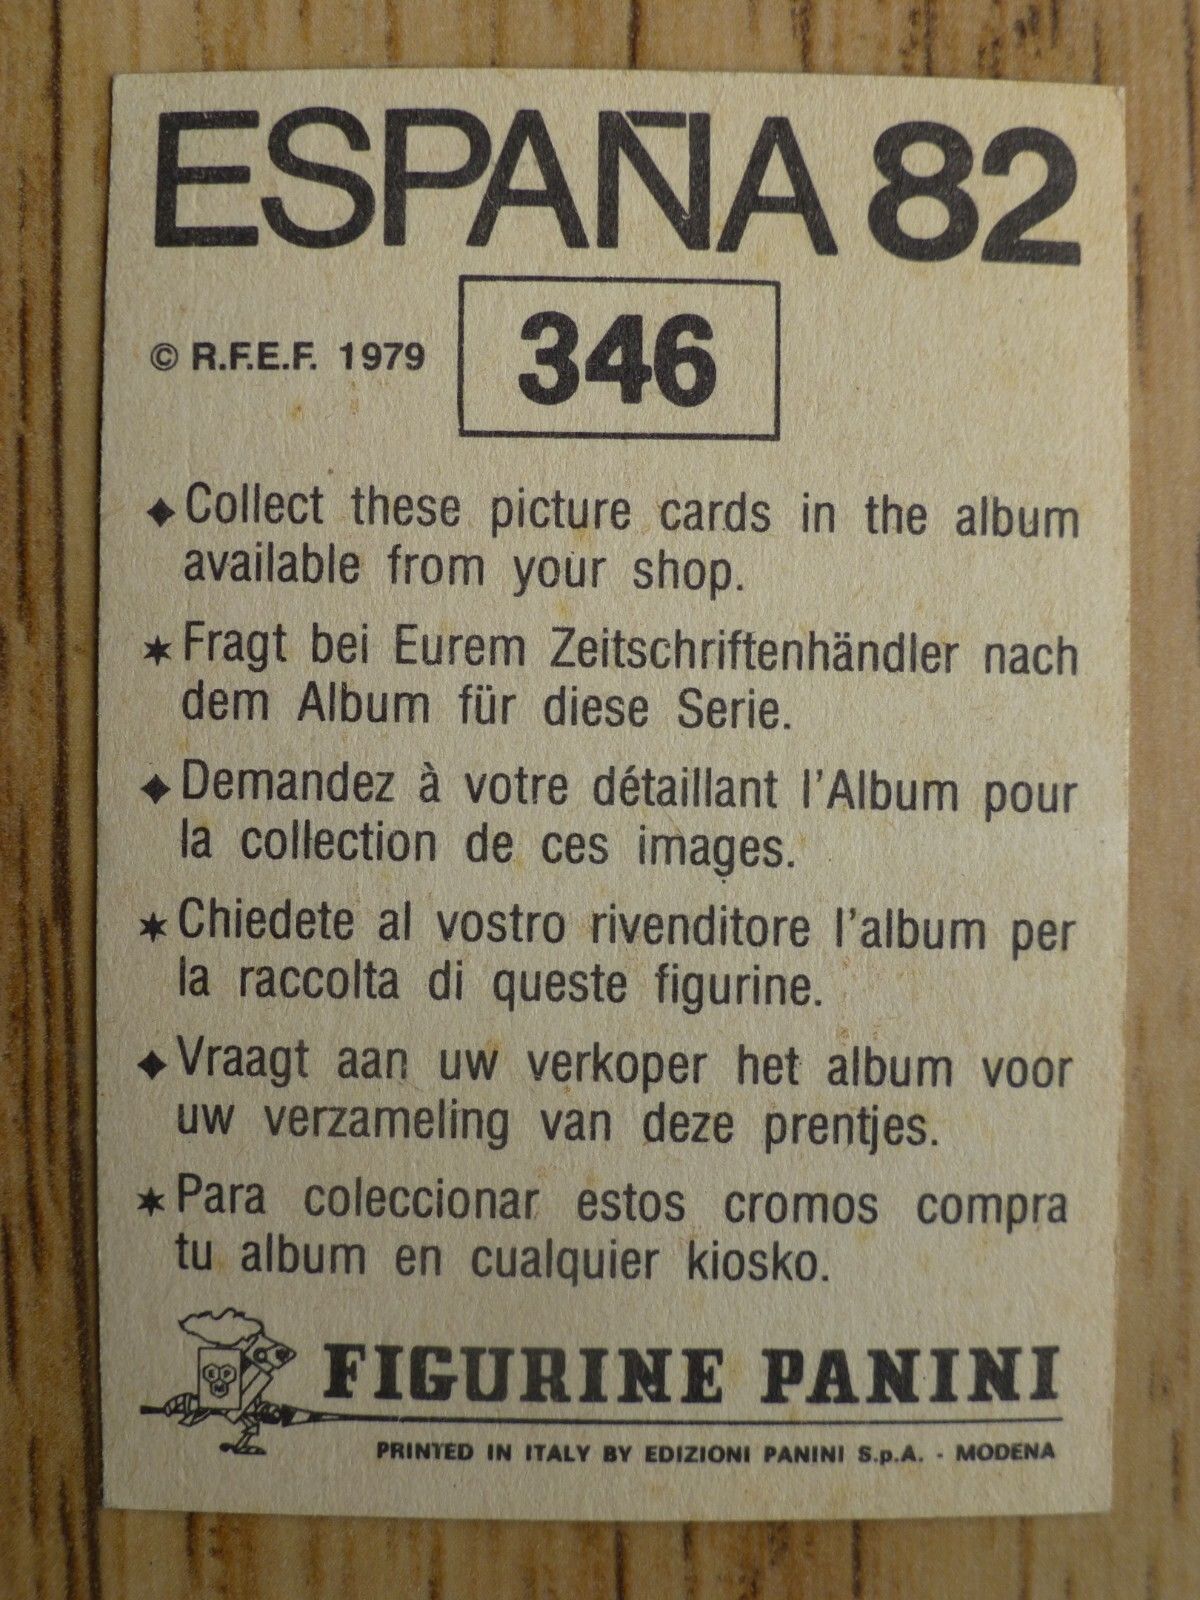 ESPAÑA 82
© R.F.E.F. 1979
346
◆ Collect these picture cards in the album
available from your shop.
✶ Fragt bei Eurem Zeitschriftenhändler nach
dem Album für diese Serie.
◆ Demandez à votre détaillant l'Album pour
la collection de ces images.
✶ Chiedete al vostro rivenditore l'album per
la raccolta di queste figurine.
◆ Vraagt aan uw verkoper het album voor
uw verzameling van deze prentjes.
✶ Para coleccionar estos cromos compra
tu album en cualquier kiosko.
FIGURINE PANINI
PRINTED IN ITALY BY EDIZIONI PANINI S.p.A. - MODENA